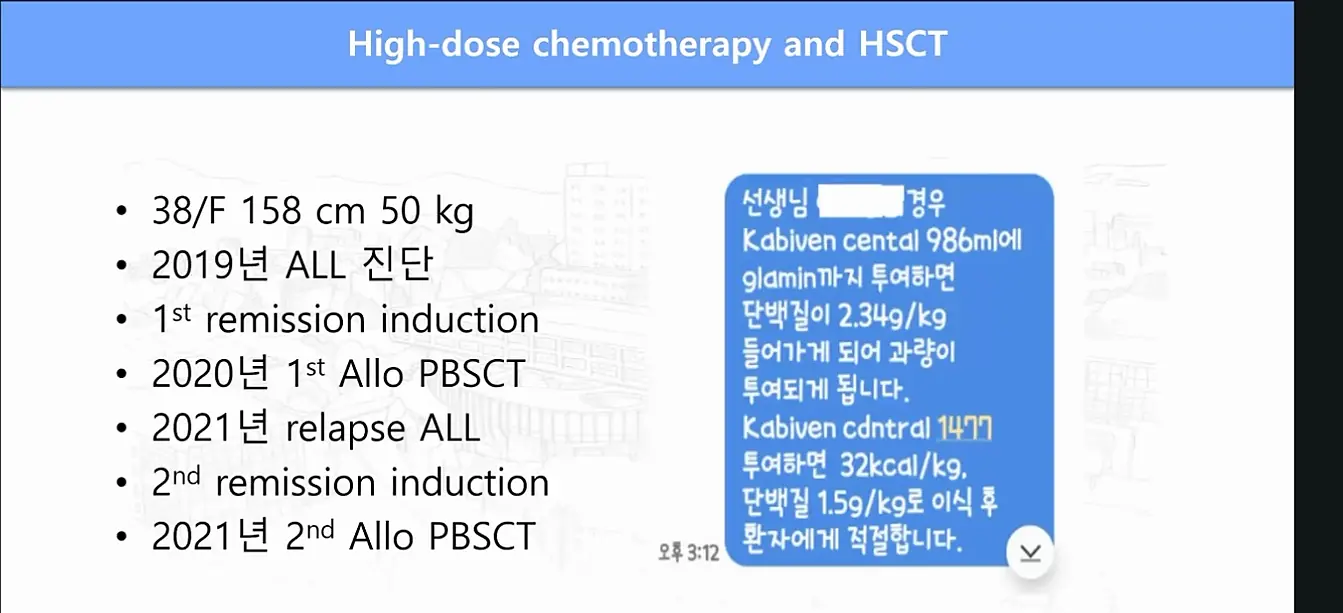 High-dose chemotherapy and HSCT
• 38/F 158 cm 50 kg
• 2019년 ALL 진단
• 1st remission induction
• 2020년 1st Allo PBSCT
• 2021년 relapse ALL
• 2nd remission induction
• 2021년 2nd Allo PBSCT
선생님 경우
Kabiven cental 986ml에
glamin까지 투여하면
단백질이 2.34g/kg
들어가게 되어 과량이
투여되게 됩니다.
Kabiven cdntral 1477
투여하면 32kcal/kg,
단백질 1.5g/kg로 이식 후
환자에게 적절합니다.
오후 3:12